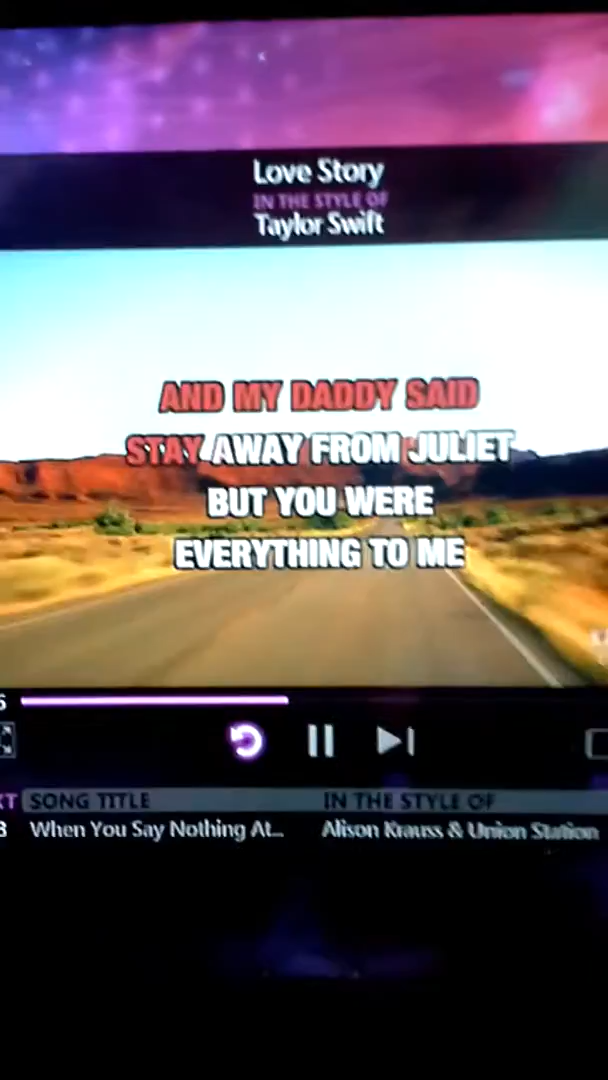 Love Story
IN THE STYLE OF
Taylor Swift
AND MY DADDY SAID
STAY AWAY FROM JULIET
BUT YOU WERE
EVERYTHING TO ME
SONG TITLE IN THE STYLE OF
When You Say Nothing At... Alison Krauss & Union Station